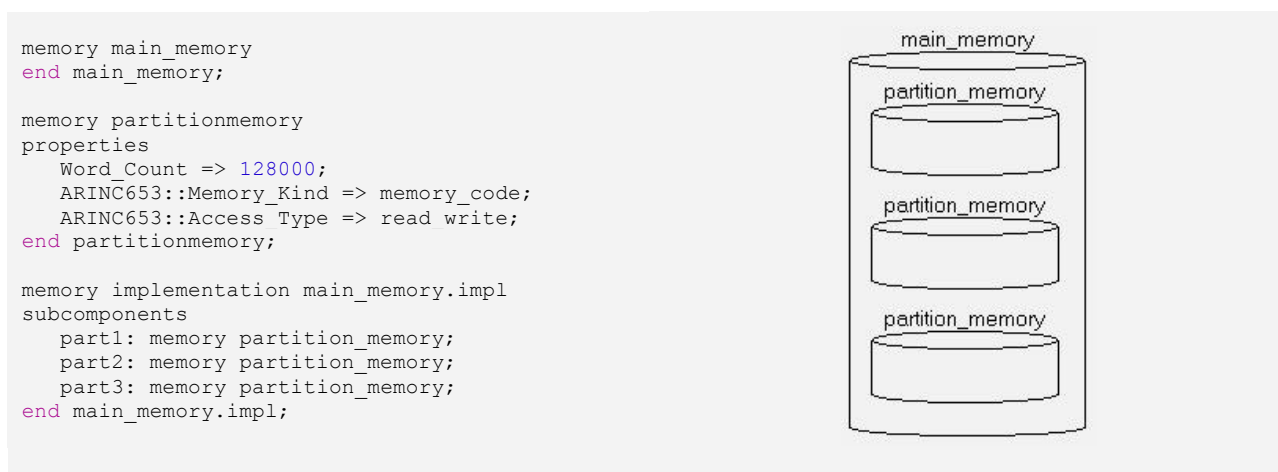 memory main_memory
end main_memory;
memory partitionmemory
properties
Word_Count => 128000;
ARINC653::Memory_Kind => memory_code;
ARINC653::Access_Type => read_write;
end partitionmemory;
memory implementation main_memory.impl
subcomponents
part1: memory partition_memory;
part2: memory partition_memory;
part3: memory partition_memory;
end main_memory.impl;
main_memory
partition_memory
partition_memory
partition_memory